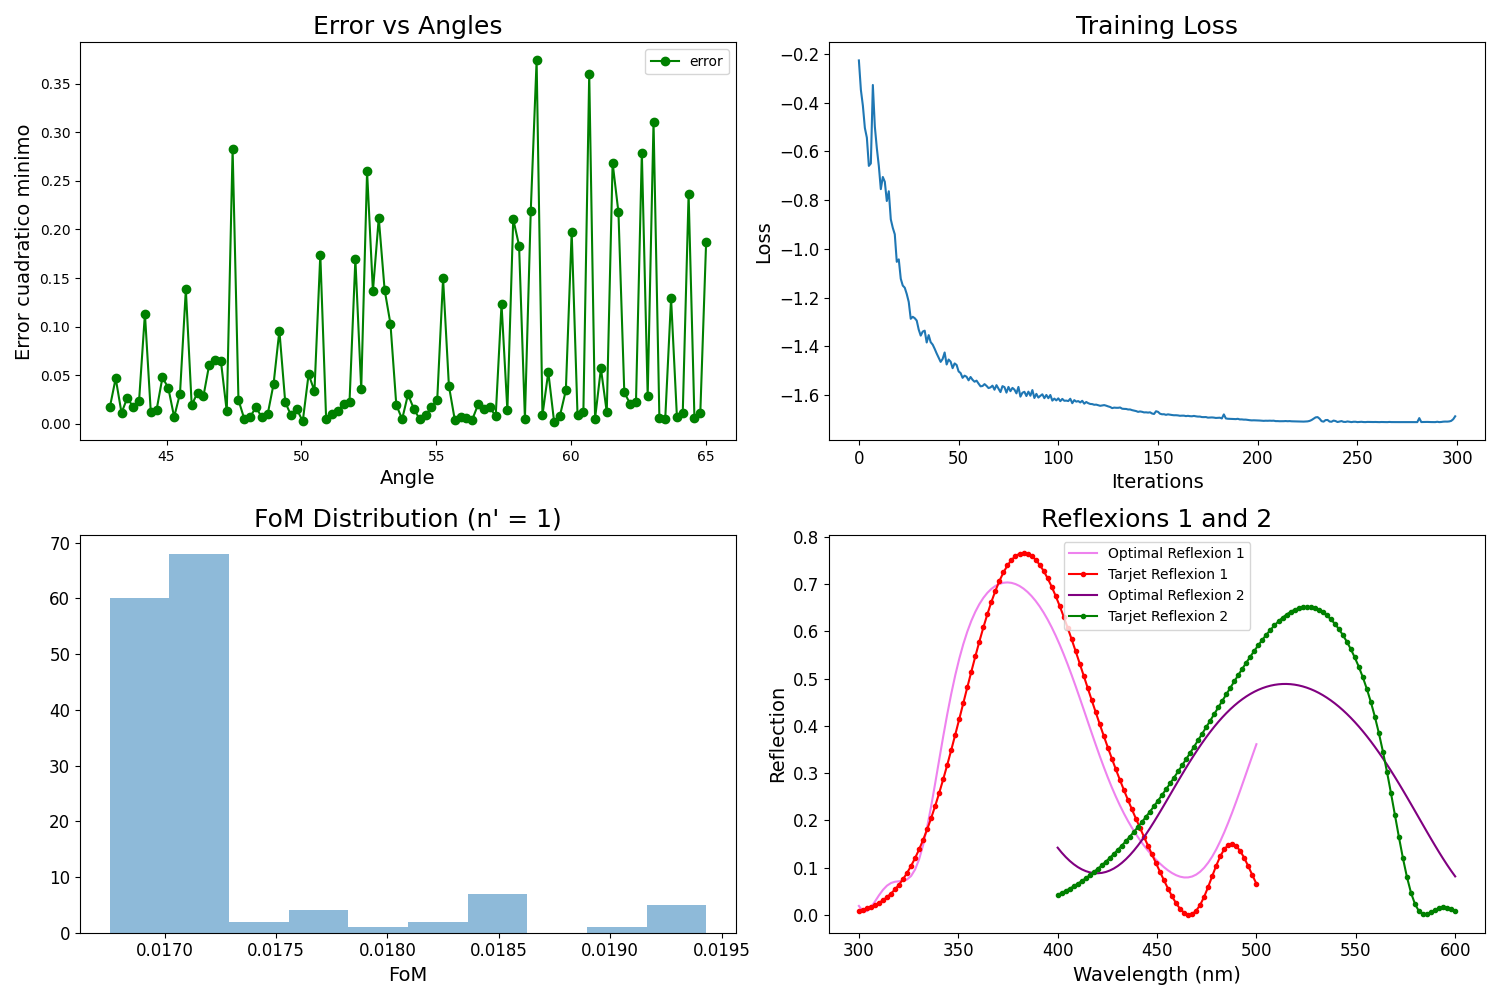 Error vs Angles
error
Error cuadratico minimo
0.35
0.30
0.25
0.20
0.15
0.10
0.05
0.00
45 50 55 60 65
Angle
Training Loss
Loss
−0.2
−0.4
−0.6
−0.8
−1.0
−1.2
−1.4
−1.6
0 50 100 150 200 250 300
Iterations
FoM Distribution (n' = 1)
70
60
50
40
30
20
10
0
0.0170 0.0175 0.0180 0.0185 0.0190 0.0195
FoM
Reflexions 1 and 2
Optimal Reflexion 1
Tarjet Reflexion 1
Optimal Reflexion 2
Tarjet Reflexion 2
Reflection
0.8
0.7
0.6
0.5
0.4
0.3
0.2
0.1
0.0
300 350 400 450 500 550 600
Wavelength (nm)